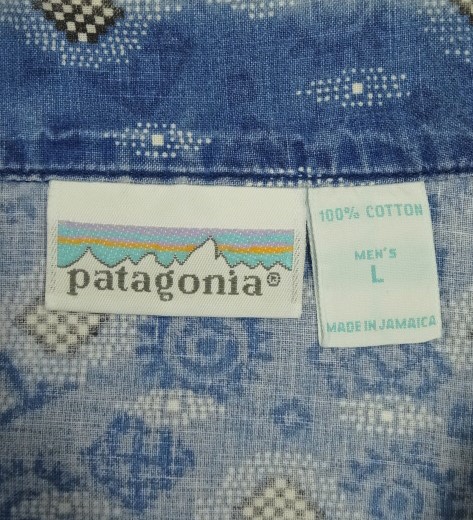 patagonia®
100% COTTON
MEN'S
L
MADE IN JAMAICA